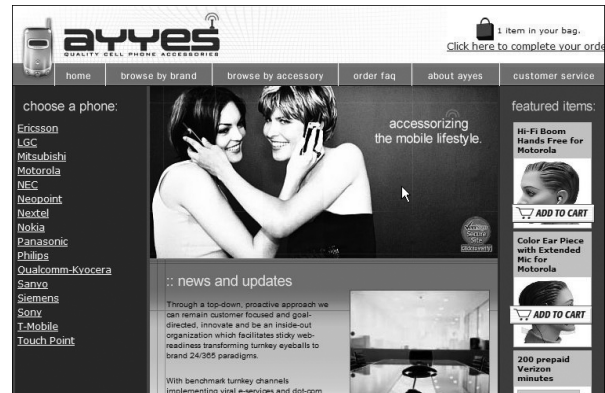 ayyes
QUALITY CELL PHONE ACCESSORIES
1 item in your bag.
Click here to complete your orde
home
browse by brand
browse by accessory
order faq
about ayyes
customer service
choose a phone:
Ericsson
LGC
Mitsubishi
Motorola
NEC
Neopoint
Nextel
Nokia
Panasonic
Philips
Qualcomm-Kyocera
Sanyo
Siemens
Sony
T-Mobile
Touch Point
accessorizing
the mobile lifestyle.
Secure
Site
:: news and updates
Through a top-down, proactive approach we
can remain customer focused and goal-
directed, innovate and be an inside-out
organization which facilitates sticky web-
readiness transforming turnkey eyeballs to
brand 24/365 paradigms.
With benchmark turnkey channels
implementing viral e-services and dot-com
featured items:
Hi-Fi Boom
Hands Free for
Motorola
ADD TO CART
Color Ear Piece
with Extended
Mic for
Motorola
ADD TO CART
200 prepaid
Verizon
minutes